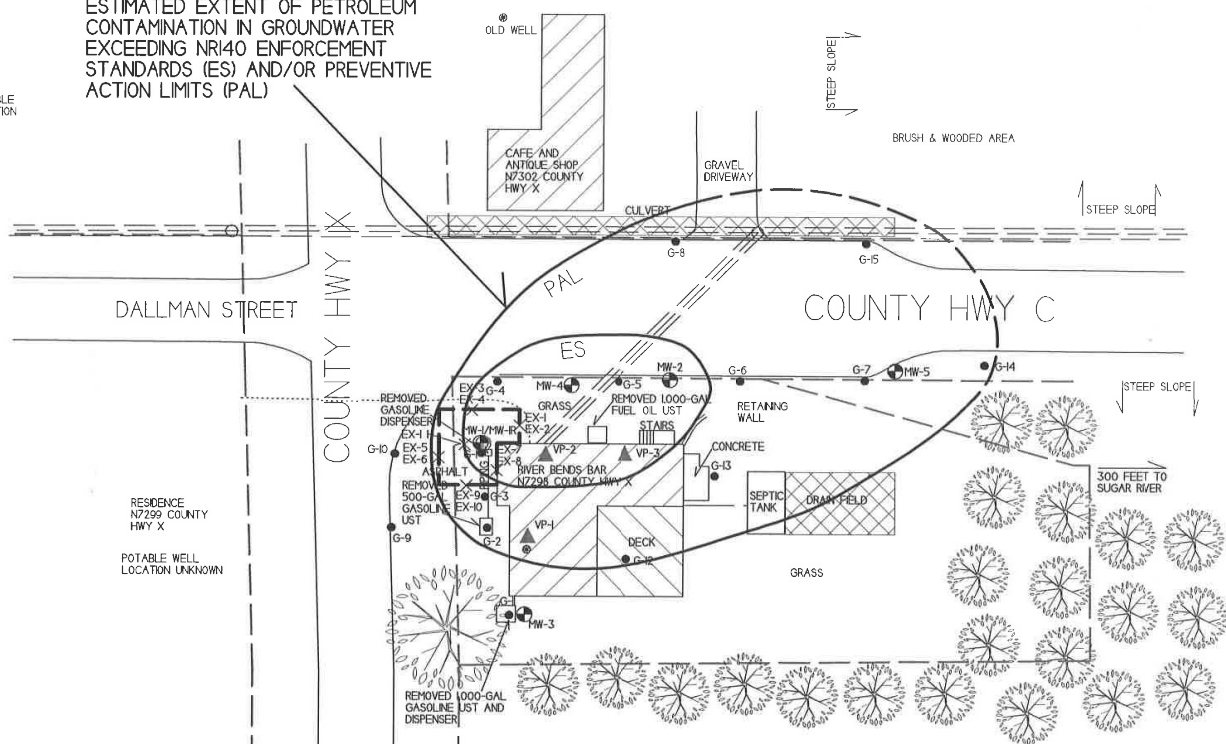 ESTIMATED EXTENT OF PETROLEUM
CONTAMINATION IN GROUNDWATER
EXCEEDING NR140 ENFORCEMENT
STANDARDS (ES) AND/OR PREVENTIVE
ACTION LIMITS (PAL)
OLD WELL
STEEP SLOPE
BRUSH & WOODED AREA
CAFE AND
ANTIQUE SHOP
N7302 COUNTY
HWY X
GRAVEL
DRIVEWAY
STEEP SLOPE
CULVERT
G-8
G-15
PAL
DALLMAN STREET
COUNTY HWY X
COUNTY HWY C
ES
MW-2
G-6
G-7
MW-5
G-14
EX-3
EX-4
G-4
MW-4
G-5
REMOVED
GASOLINE
DISPENSER
GRASS
REMOVED 1,000-GAL
FUEL OIL UST
STAIRS
RETAINING
WALL
STEEP SLOPE
EX-1
EX-2
EX-11
EX-5
EX-6
MW-1/MW-1R
EX-7
EX-8
G-10
VP-2
VP-3
CONCRETE
G-13
ASPHALT
RIVER BENDS BAR
N7298 COUNTY HWY X
REMOVED
500-GAL
GASOLINE
UST
EX-9
EX-10
G-3
SEPTIC
TANK
DRAIN FIELD
300 FEET TO
SUGAR RIVER
RESIDENCE
N7299 COUNTY
HWY X
G-9
G-2
VP-1
DECK
G-12
POTABLE WELL
LOCATION UNKNOWN
GRASS
G-1
MW-3
REMOVED 1,000-GAL
GASOLINE UST AND
DISPENSER